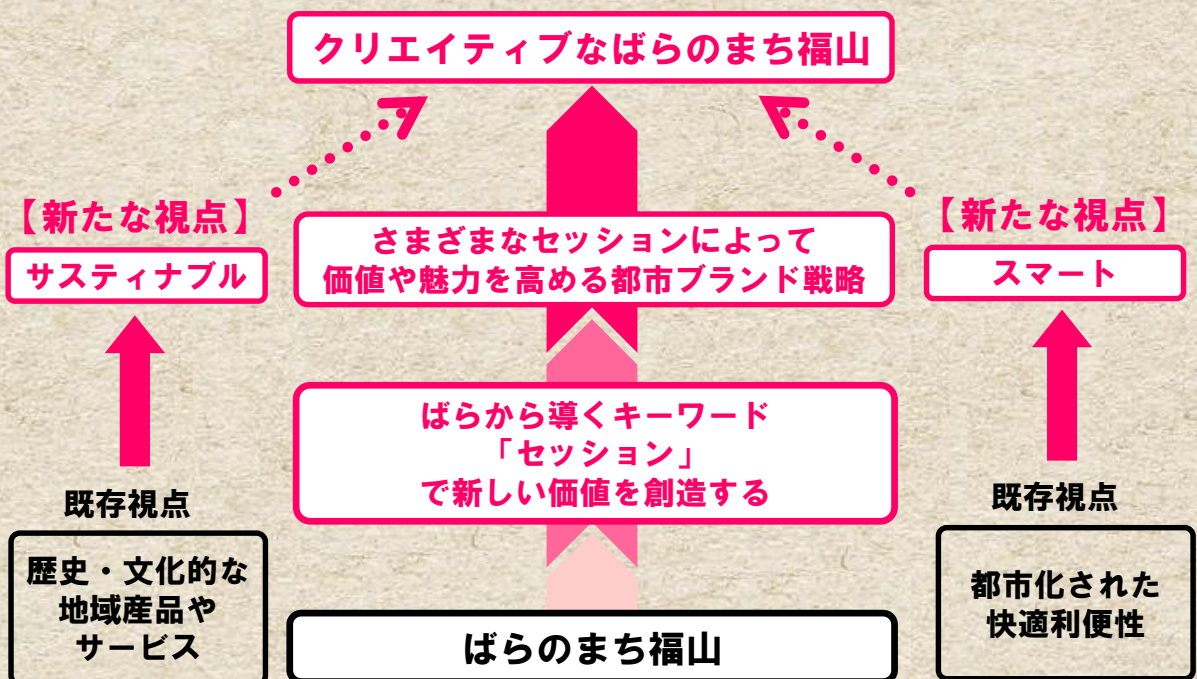 クリエイティブなばらのまち福山
【新たな視点】
サスティナブル
さまざまなセッションによって
価値や魅力を高める都市ブランド戦略
【新たな視点】
スマート
ばらから導くキーワード
「セッション」
で新しい価値を創造する
既存視点
歴史・文化的な
地域産品や
サービス
既存視点
都市化された
快適利便性
ばらのまち福山